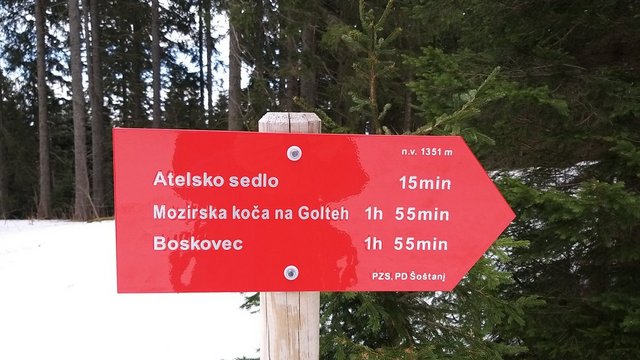 n.v. 1351 m
Atelsko sedlo 15min
Mozirska koča na Golteh 1h 55min
Boskovec 1h 55min
PZS, PD Šoštanj